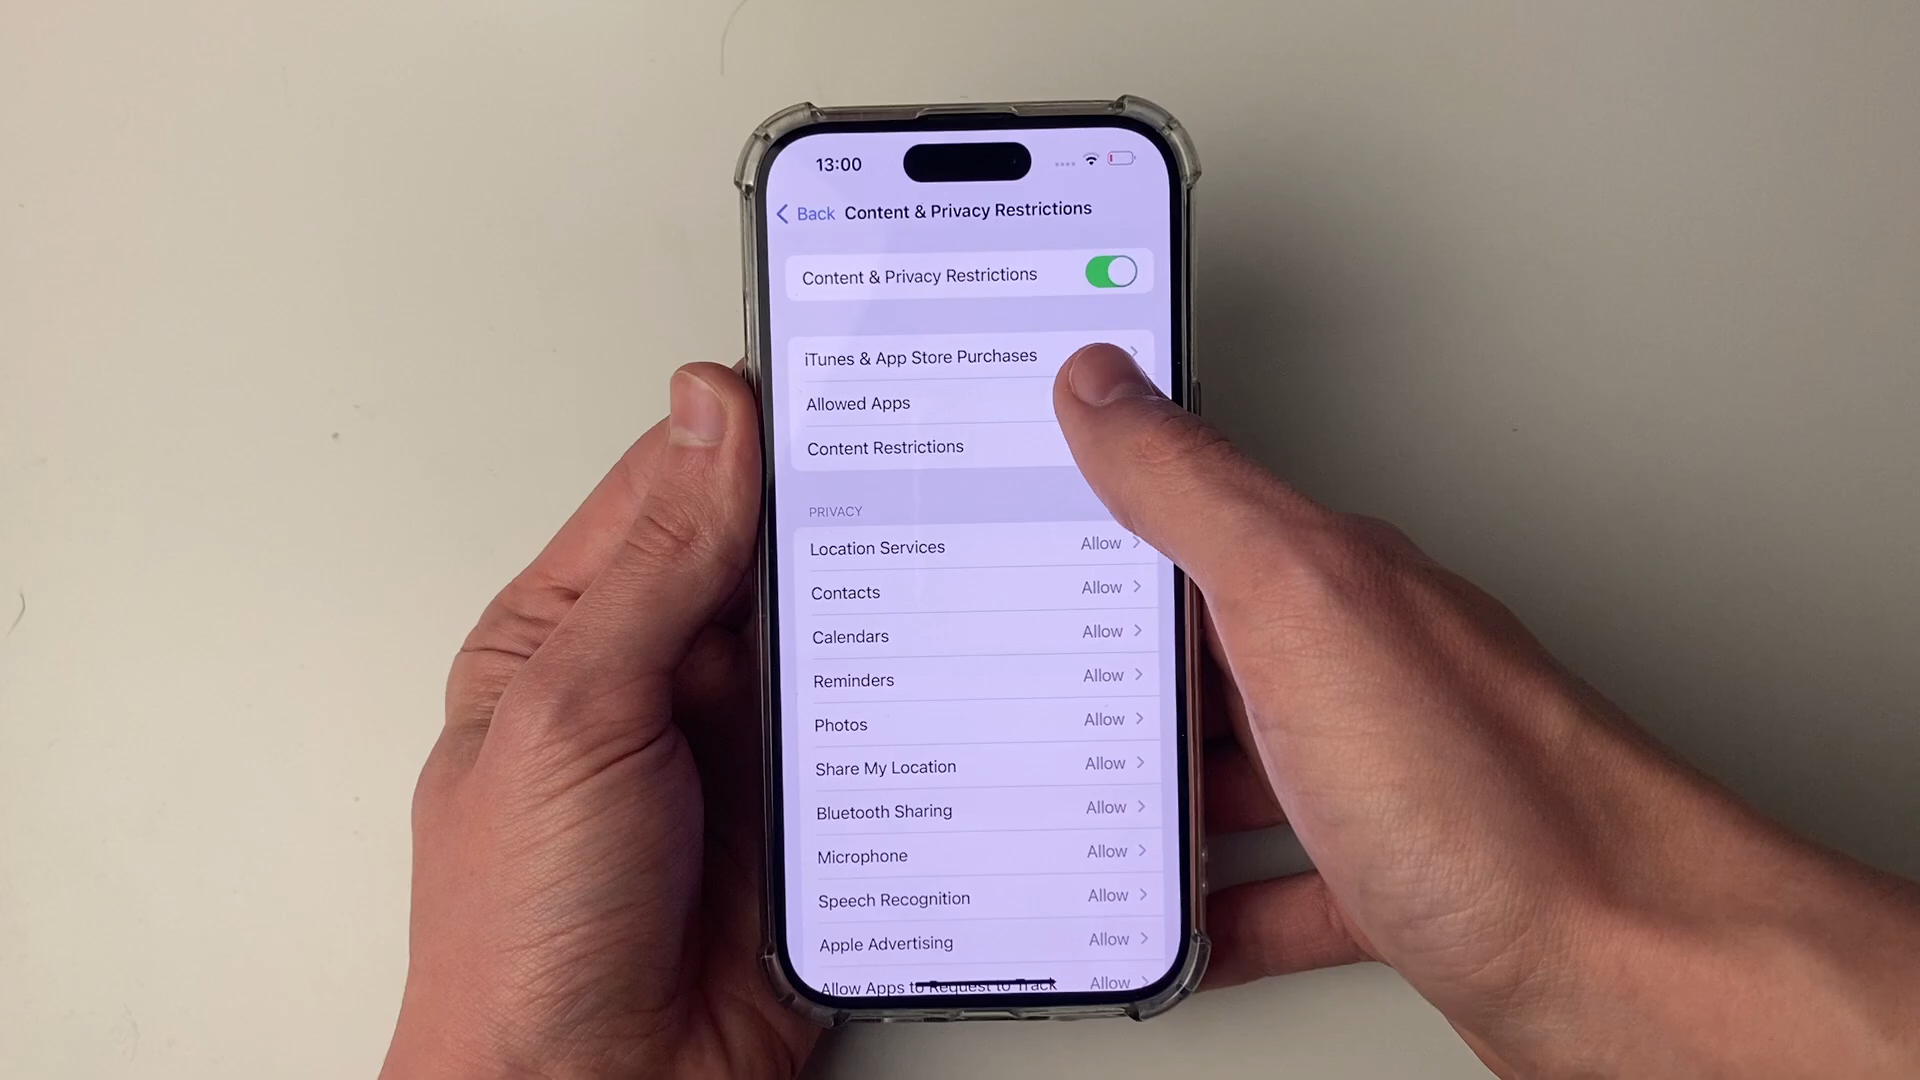 13:00
Back Content & Privacy Restrictions
Content & Privacy Restrictions
iTunes & App Store Purchases
Allowed Apps
Content Restrictions
PRIVACY
Location Services Allow
Contacts Allow
Calendars Allow
Reminders Allow
Photos Allow
Share My Location Allow
Bluetooth Sharing Allow
Microphone Allow
Speech Recognition Allow
Apple Advertising Allow
Allow Apps to Request to Track Allow